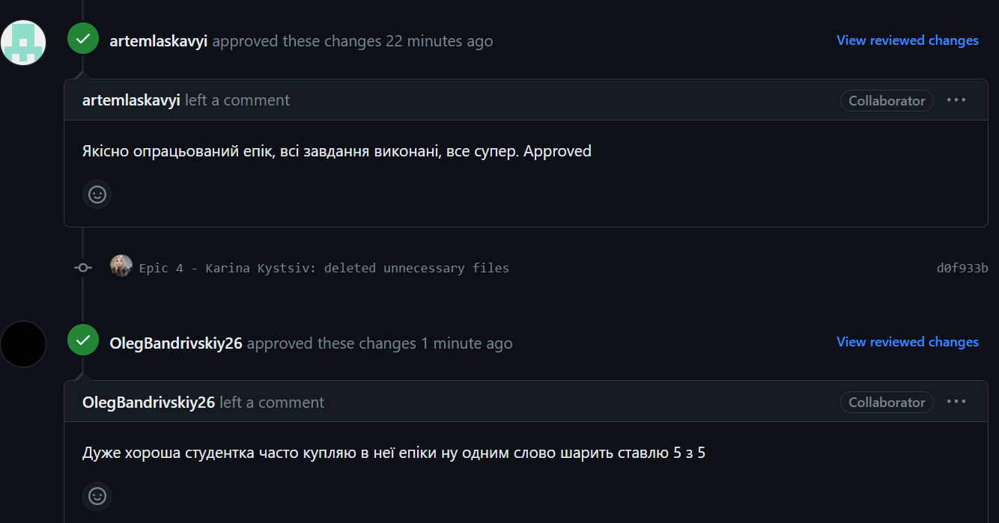 artemlaskavyi approved these changes 22 minutes ago View reviewed changes
artemlaskavyi left a comment Collaborator ···
Якісно опрацьований епік, всі завдання виконані, все супер. Approved
Epic 4 - Karina Kystsiv: deleted unnecessary files d0f933b
OlegBandrivskiy26 approved these changes 1 minute ago View reviewed changes
OlegBandrivskiy26 left a comment Collaborator ···
Дуже хороша студентка часто купляю в неї епіки ну одним слово шарить ставлю 5 з 5